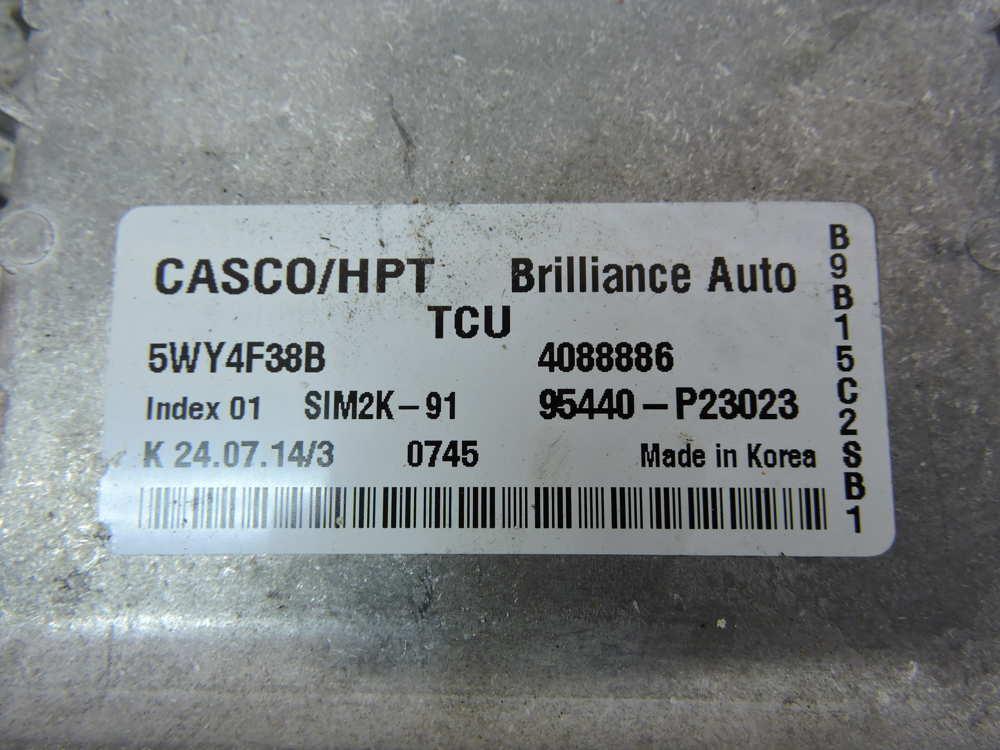 CASCO/HPT Brilliance Auto
TCU
5WY4F38B 4088886
Index 01 SIM2K-91 95440-P23023
K 24.07.14/3 0745 Made in Korea
B9B15C2SB1